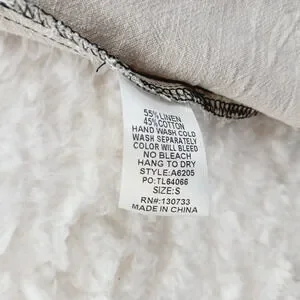 55% LINEN
45% COTTON
HAND WASH COLD
WASH SEPARATELY
COLOR WILL BLEED
NO BLEACH
HANG TO DRY
STYLE:A6205
PO:TL64066
SIZE:S
RN#:130733
MADE IN CHINA